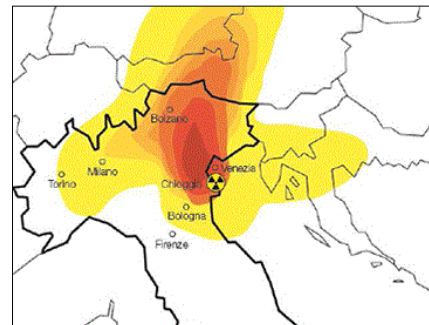 Bolzano
Venezia
Milano
Torino
Chioggia
Bologna
Firenze